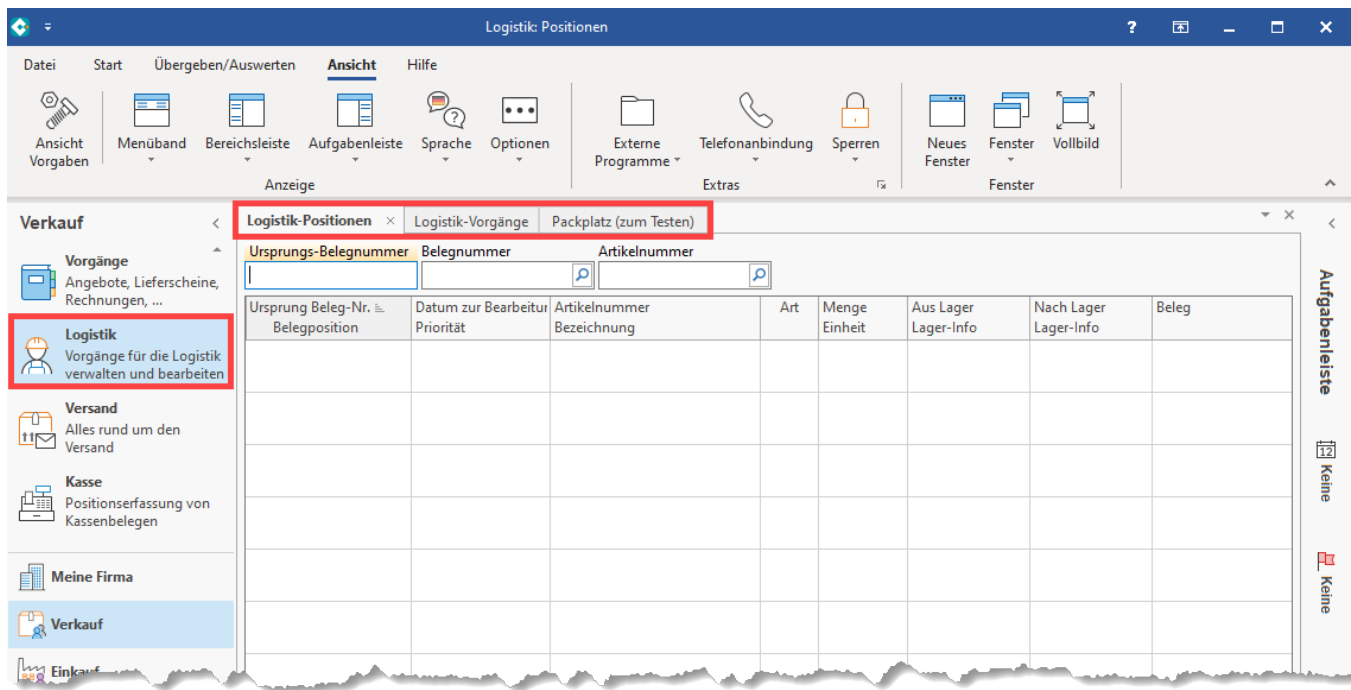 Logistik: Positionen
?
Datei Start Übergeben/Auswerten Ansicht Hilfe
Ansicht Vorgaben
Menüband
Bereichsleiste
Aufgabenleiste
Sprache
Optionen
Externe Programme
Telefonanbindung
Sperren
Neues Fenster
Fenster
Vollbild
Anzeige
Extras
Fenster
Verkauf
Vorgänge
Angebote, Lieferscheine,
Rechnungen, ...
Logistik
Vorgänge für die Logistik
verwalten und bearbeiten
Versand
Alles rund um den
Versand
Kasse
Positionserfassung von
Kassenbelegen
Meine Firma
Verkauf
Einkauf
Logistik-Positionen × Logistik-Vorgänge Packplatz (zum Testen)
Ursprungs-Belegnummer Belegnummer Artikelnummer
Ursprung Beleg-Nr. Datum zur Bearbeitur Artikelnummer Art Menge Aus Lager Nach Lager Beleg
Belegposition Priorität Bezeichnung Einheit Lager-Info Lager-Info
Aufgabenleiste
12
Keine
Keine